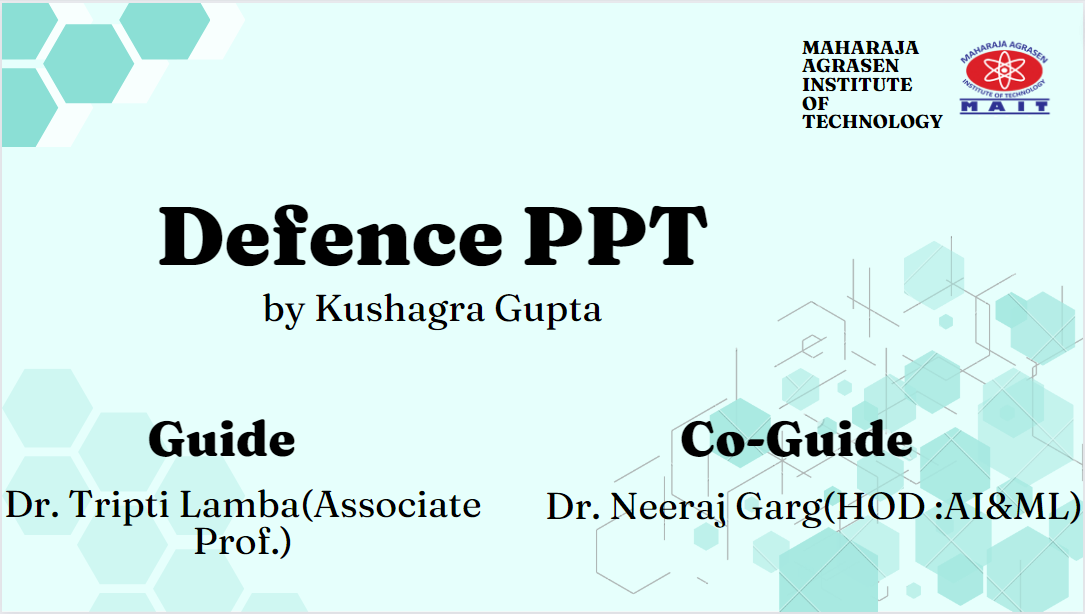 MAHARAJA
AGRASEN
INSTITUTE
OF
TECHNOLOGY
MAHARAJA AGRASEN
INSTITUTE OF TECHNOLOGY
MAIT
Defence PPT
by Kushagra Gupta
Guide
Dr. Tripti Lamba(Associate
Prof.)
Co-Guide
Dr. Neeraj Garg(HOD :AI&ML)